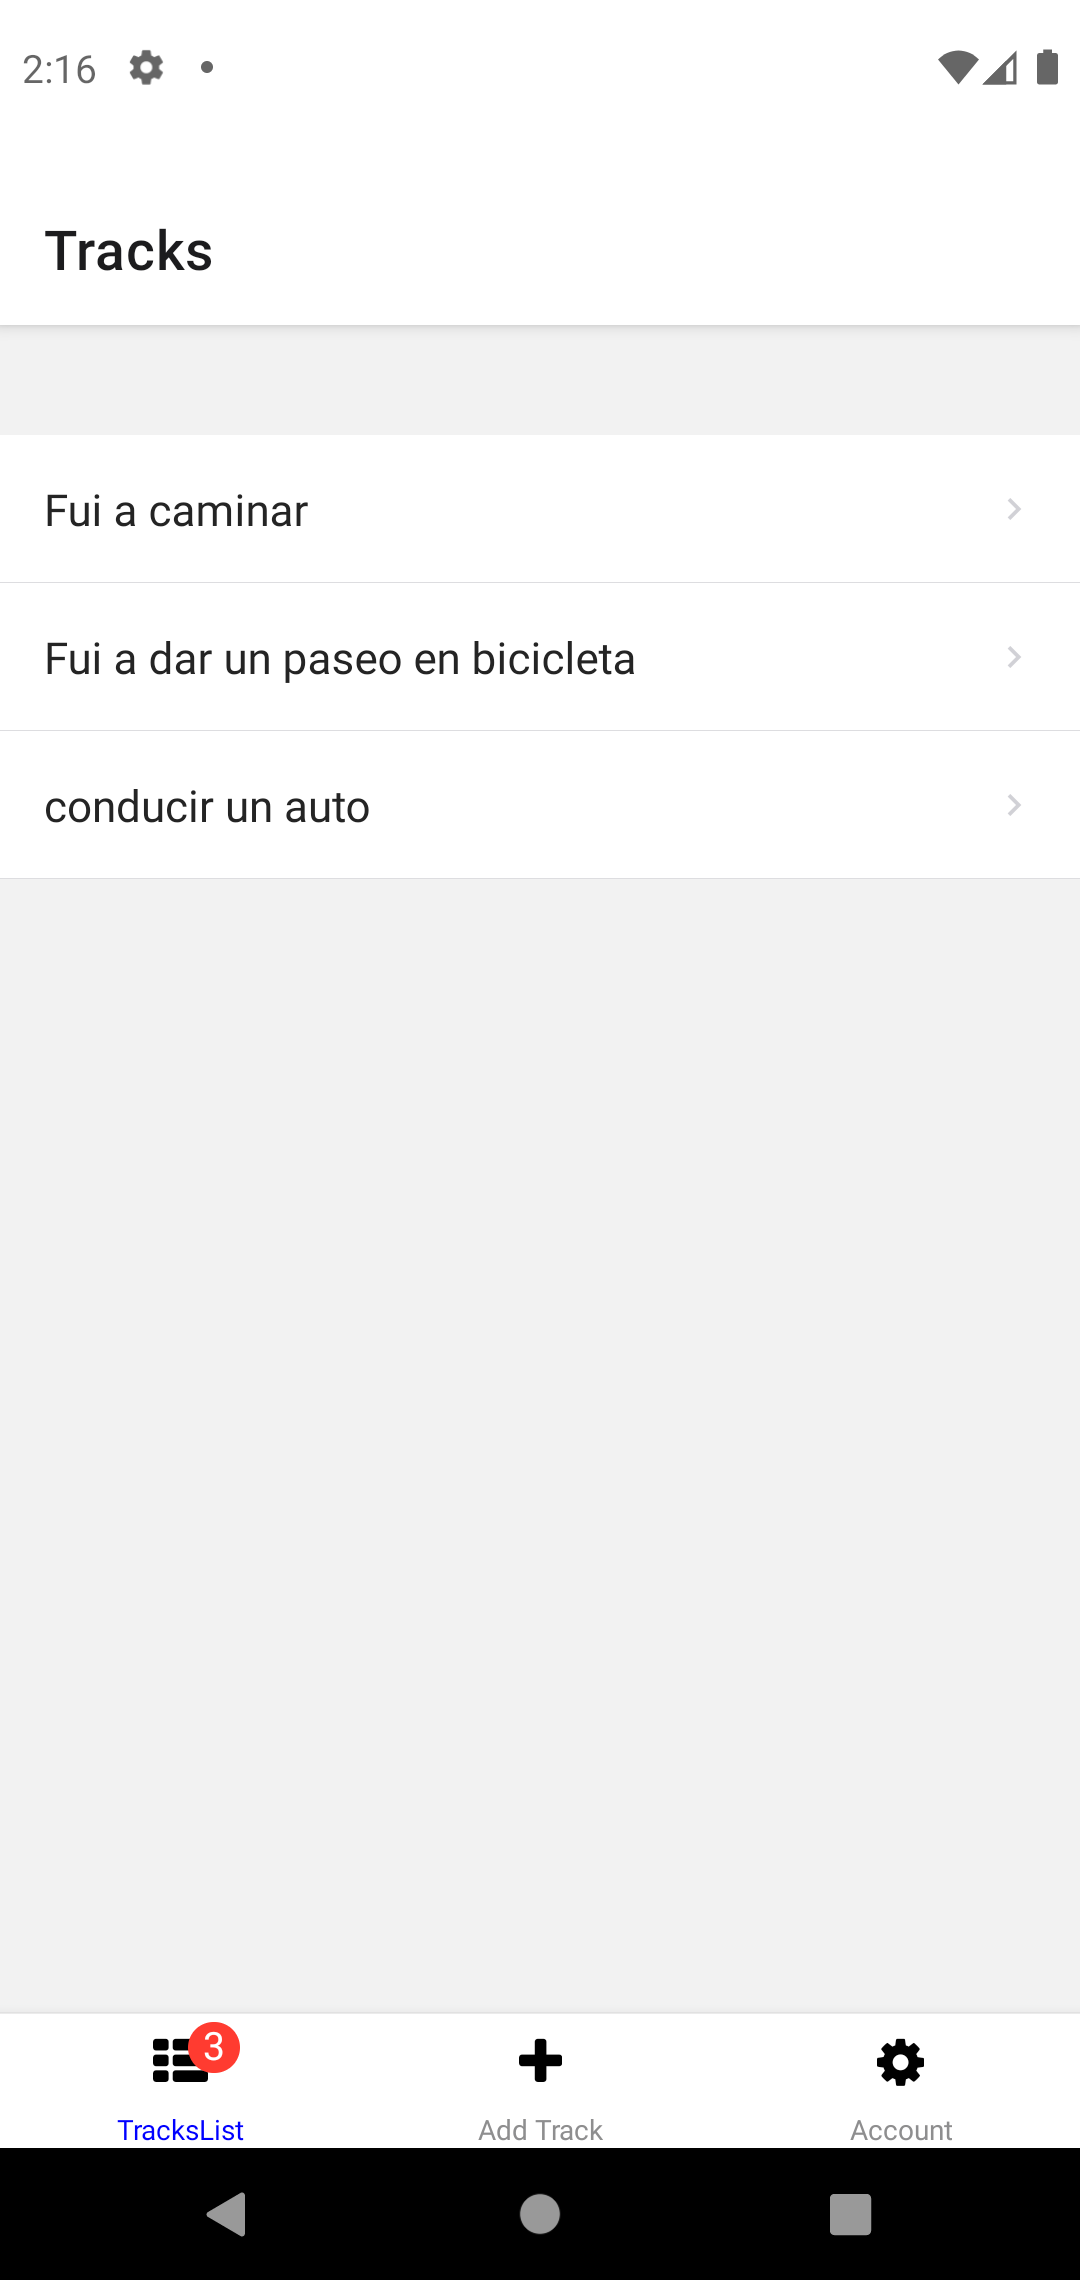 2:16
Tracks
Fui a caminar
Fui a dar un paseo en bicicleta
conducir un auto
3
TracksList
Add Track
Account